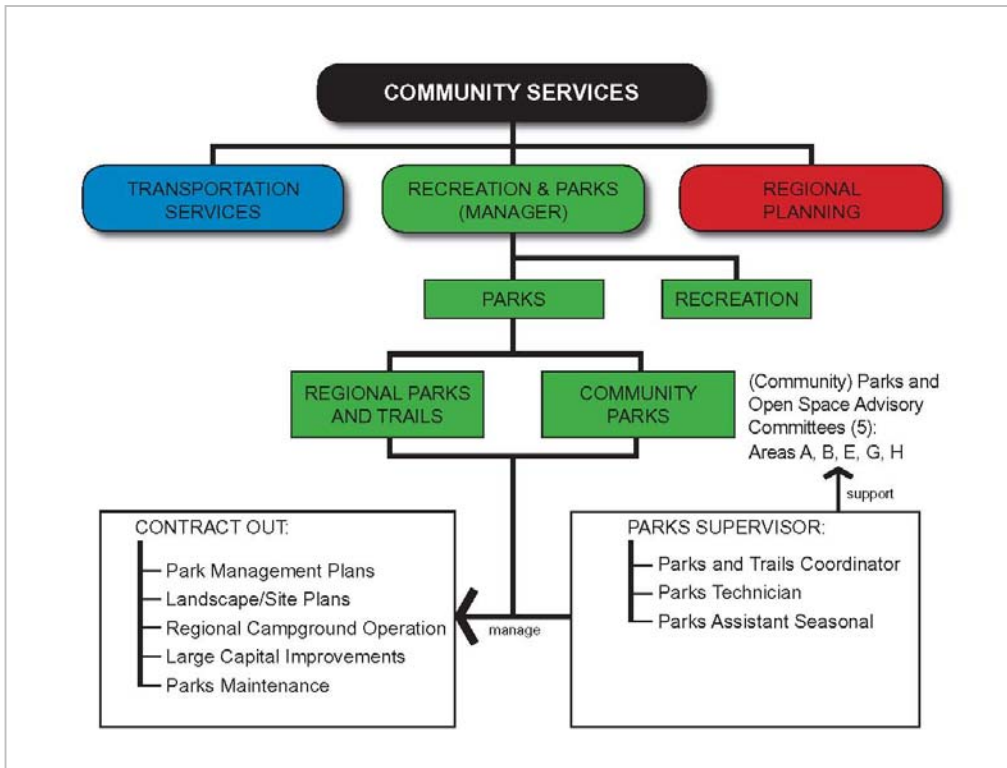 COMMUNITY SERVICES
TRANSPORTATION
SERVICES
RECREATION & PARKS
(MANAGER)
REGIONAL
PLANNING
PARKS
RECREATION
REGIONAL PARKS
AND TRAILS
COMMUNITY
PARKS
(Community) Parks and
Open Space Advisory
Committees (5):
Areas A, B, E, G, H
support
CONTRACT OUT:
Park Management Plans
Landscape/Site Plans
Regional Campground Operation
Large Capital Improvements
Parks Maintenance
manage
PARKS SUPERVISOR:
Parks and Trails Coordinator
Parks Technician
Parks Assistant Seasonal